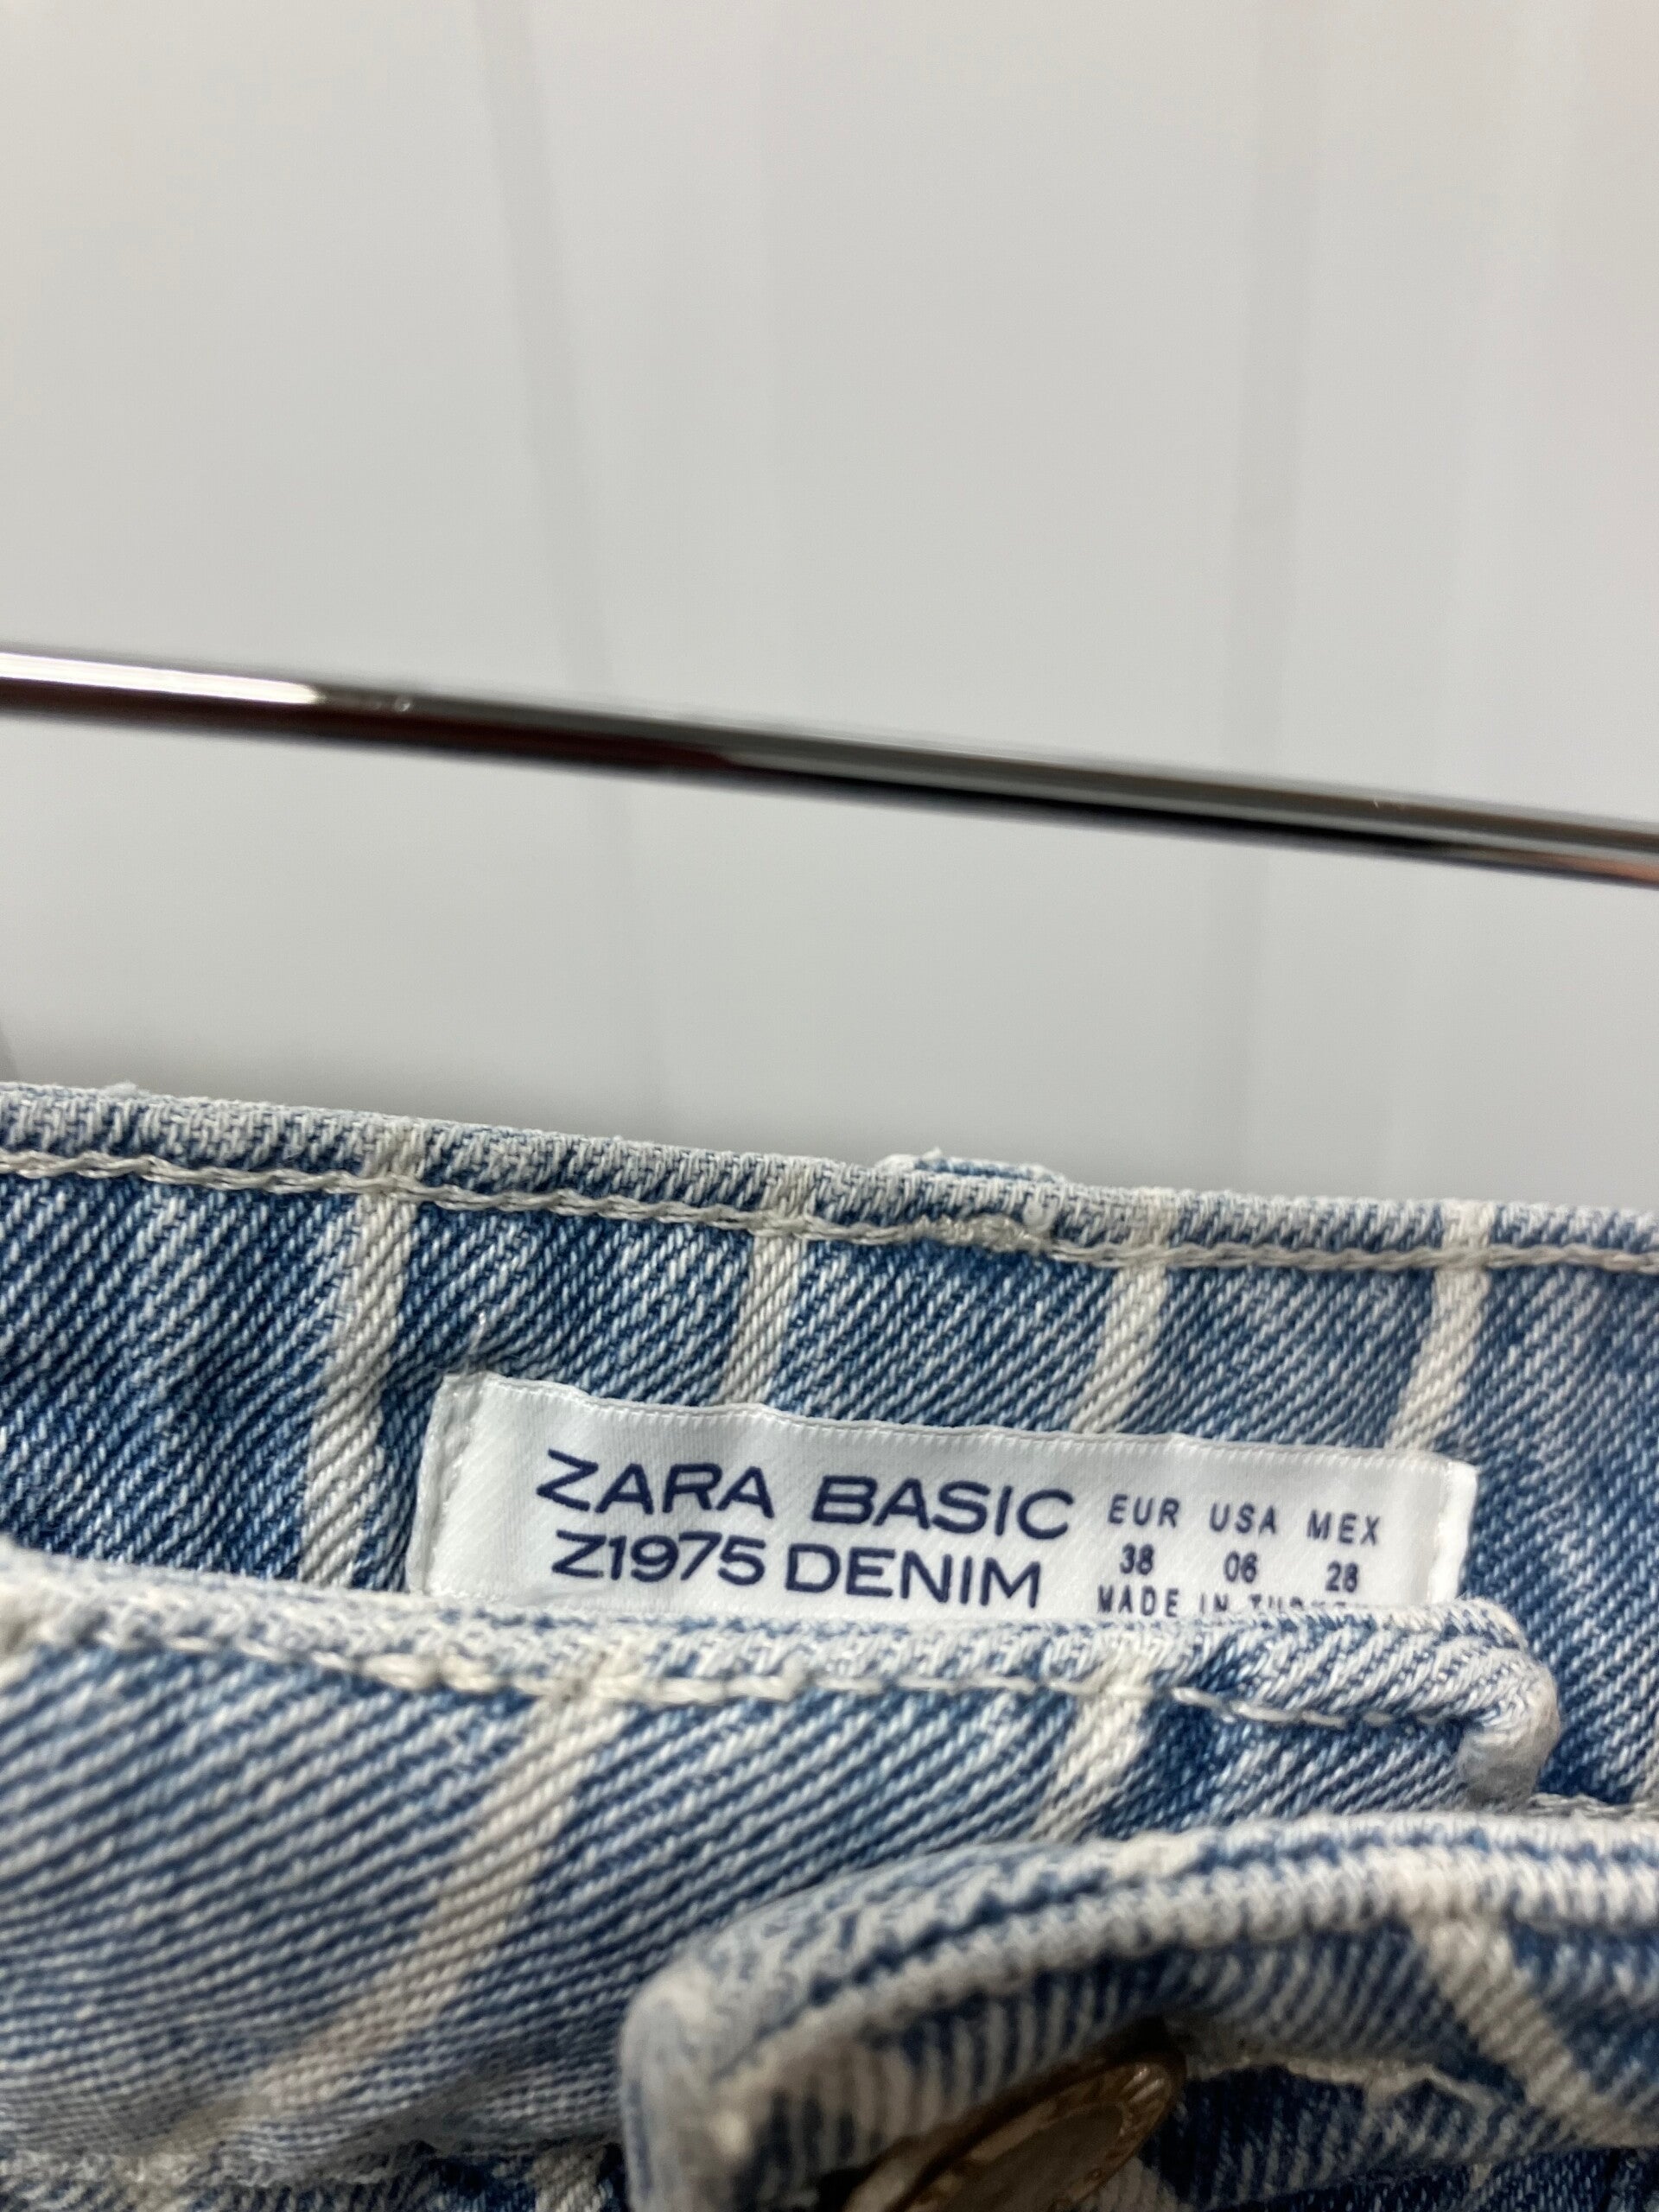 ZARA BASIC
Z1975 DENIM
EUR USA MEX
38 06 28
MADE IN